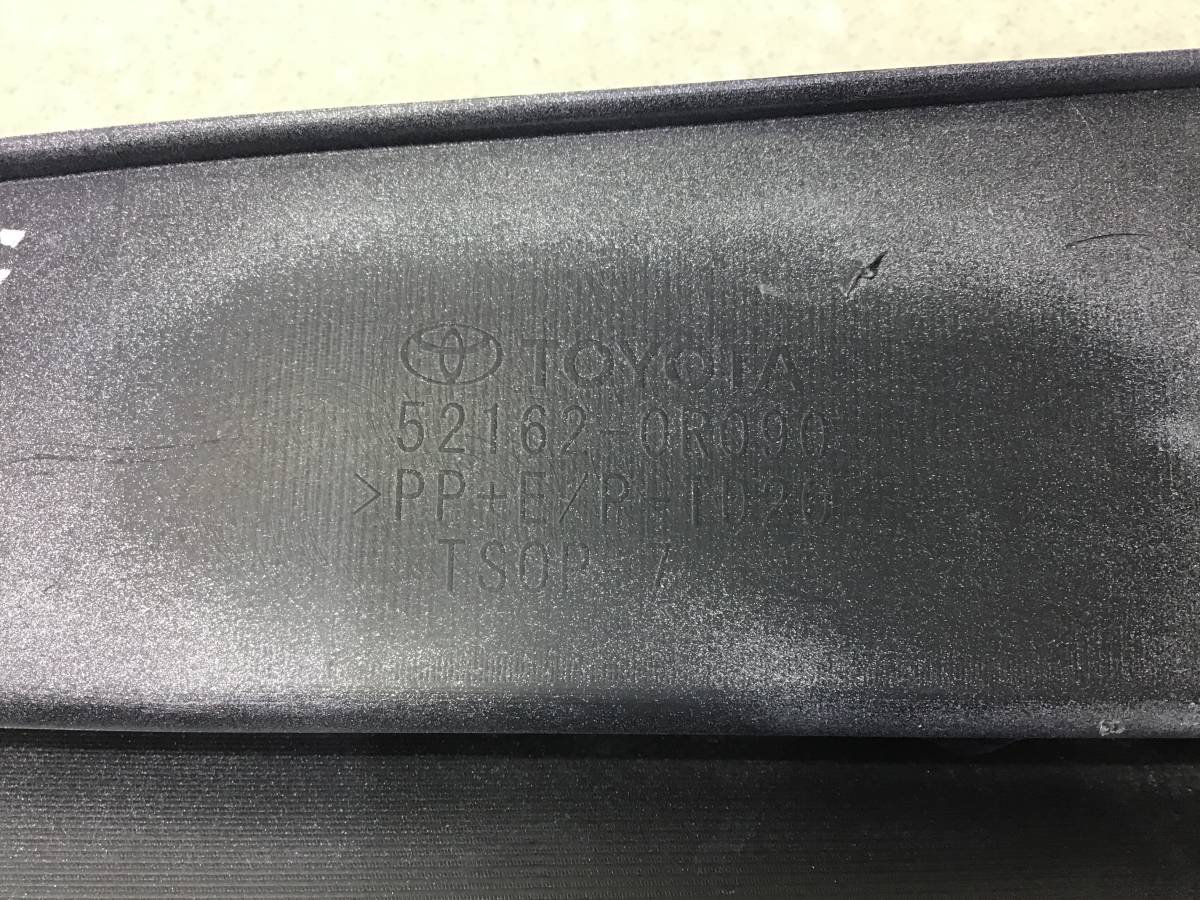 TOYOTA
52162-0R090
>PP+E/P-TD20
TSOP 7